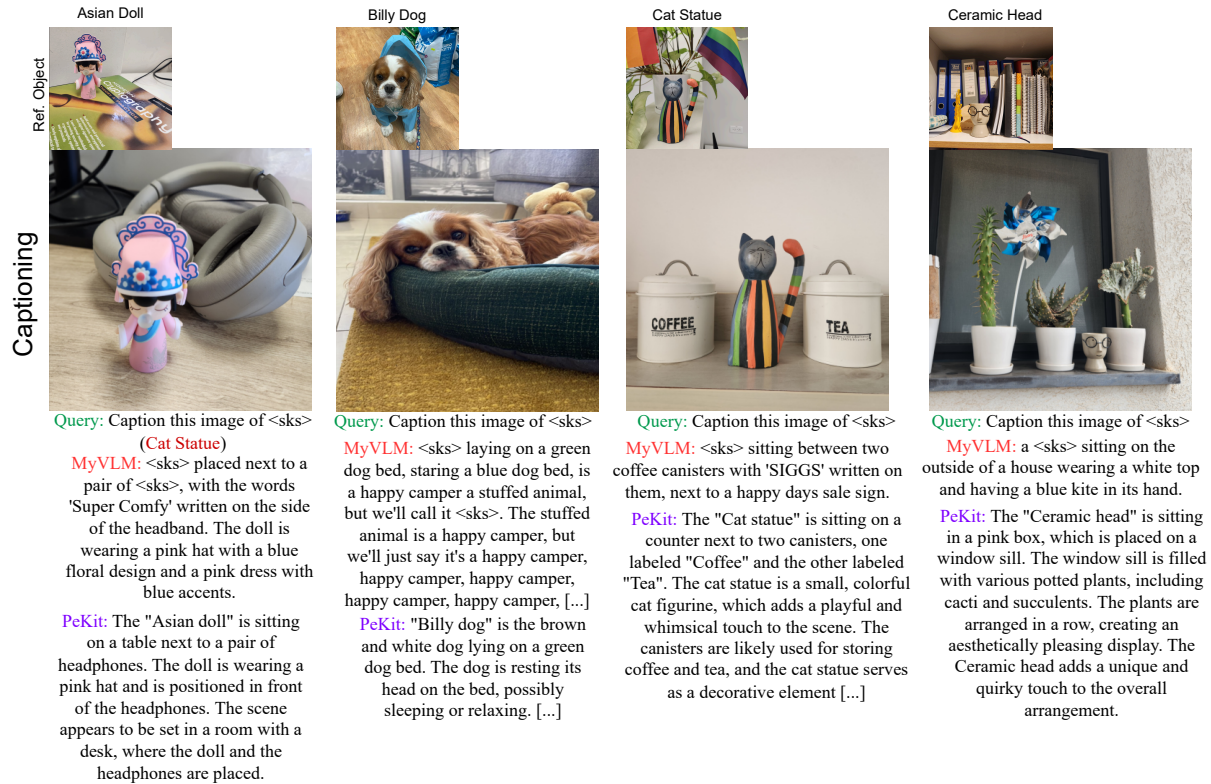 Asian Doll
Billy Dog
Cat Statue
Ceramic Head
Ref. Object
Captioning
COFFEE
TEA
Query: Caption this image of <sks>
(Cat Statue)
MyVLM: <sks> placed next to a
pair of <sks>, with the words
'Super Comfy' written on the side
of the headband. The doll is
wearing a pink hat with a blue
floral design and a pink dress with
blue accents.
PeKit: The "Asian doll" is sitting
on a table next to a pair of
headphones. The doll is wearing a
pink hat and is positioned in front
of the headphones. The scene
appears to be set in a room with a
desk, where the doll and the
headphones are placed.
Query: Caption this image of <sks>
MyVLM: <sks> laying on a green
dog bed, staring a blue dog bed, is
a happy camper a stuffed animal,
but we'll call it <sks>. The stuffed
animal is a happy camper, but
we'll just say it's a happy camper,
happy camper, happy camper,
happy camper, happy camper, [...]
PeKit: "Billy dog" is the brown
and white dog lying on a green
dog bed. The dog is resting its
head on the bed, possibly
sleeping or relaxing. [...]
Query: Caption this image of <sks>
MyVLM: <sks> sitting between two
coffee canisters with 'SIGGS' written on
them, next to a happy days sale sign.
PeKit: The "Cat statue" is sitting on a
counter next to two canisters, one
labeled "Coffee" and the other labeled
"Tea". The cat statue is a small, colorful
cat figurine, which adds a playful and
whimsical touch to the scene. The
canisters are likely used for storing
coffee and tea, and the cat statue serves
as a decorative element [...]
Query: Caption this image of <sks>
MyVLM: a <sks> sitting on the
outside of a house wearing a white top
and having a blue kite in its hand.
PeKit: The "Ceramic head" is sitting
in a pink box, which is placed on a
window sill. The window sill is filled
with various potted plants, including
cacti and succulents. The plants are
arranged in a row, creating an
aesthetically pleasing display. The
Ceramic head adds a unique and
quirky touch to the overall
arrangement.